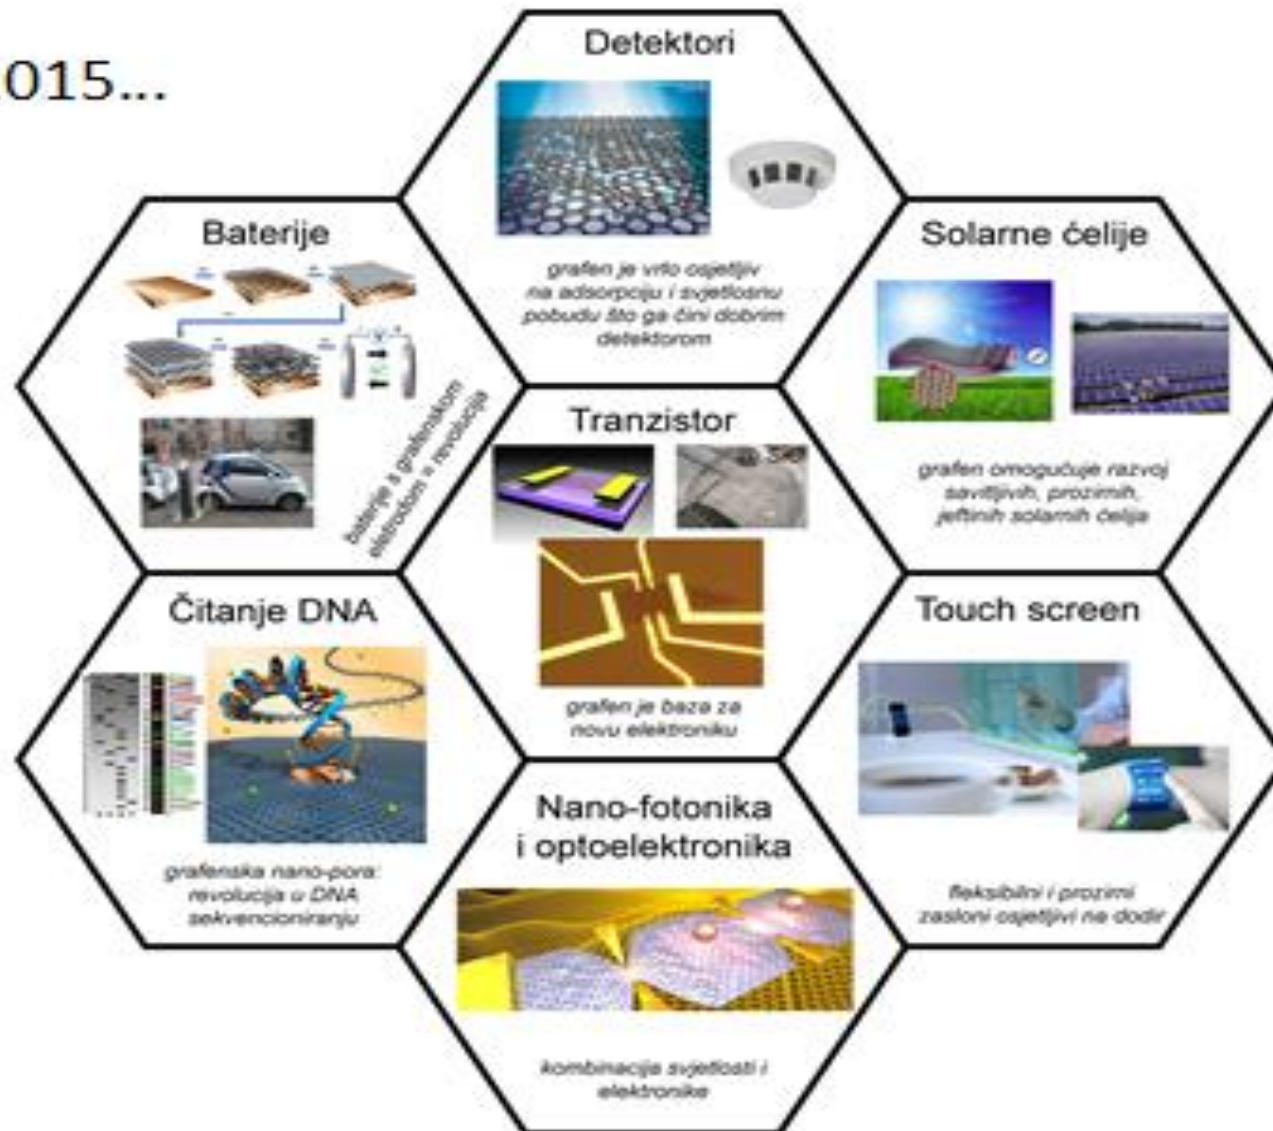 015...
Detektori
grafen je vrlo osjetljiv
na adsorpciju i svjetlosnu
pobudu što ga čini dobrim
detektorom
Baterije
baterije s grafenskom
eletrodom = revolucija
Solarne ćelije
grafen omogućuje razvoj
savitljivih, prozirnih,
jeftinih solarnih ćelija
Tranzistor
grafen je baza za
novu elektroniku
Čitanje DNA
grafenska nano-pora:
revolucija u DNA
sekvencioniranju
Touch screen
fleksibilni i prozirni
zasloni osjetljivi na dodir
Nano-fotonika
i optoelektronika
kombinacija svjetlosti i
elektronike